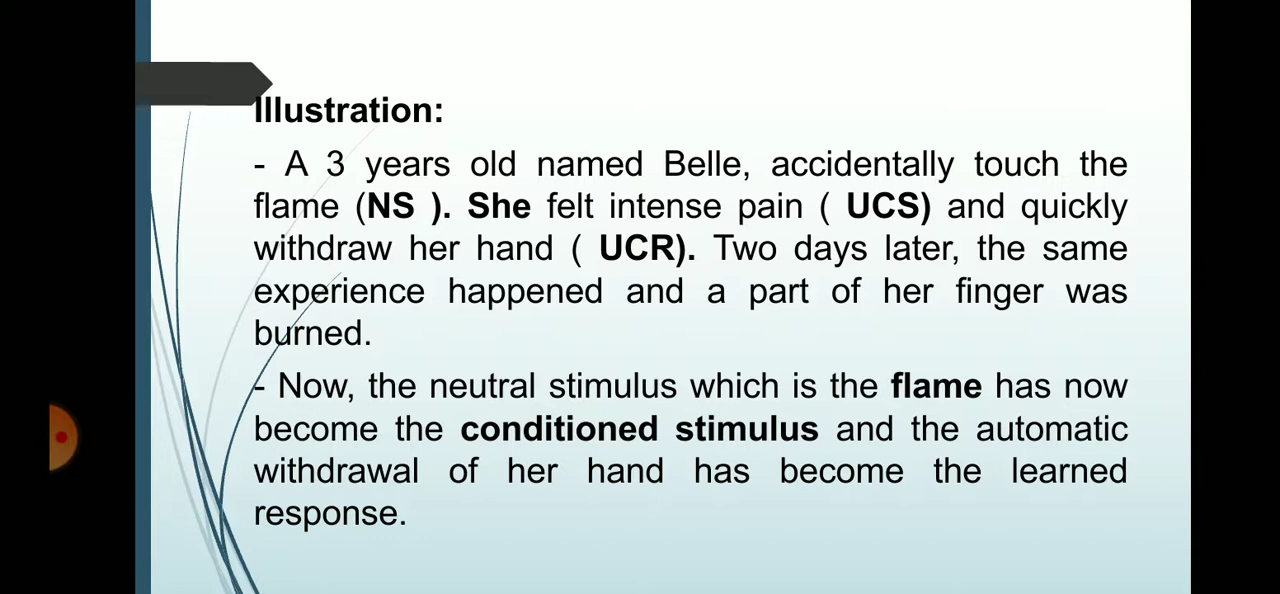 Illustration:
- A 3 years old named Belle, accidentally touch the
flame (NS ). She felt intense pain ( UCS) and quickly
withdraw her hand ( UCR). Two days later, the same
experience happened and a part of her finger was
burned.
- Now, the neutral stimulus which is the flame has now
become the conditioned stimulus and the automatic
withdrawal of her hand has become the learned
response.